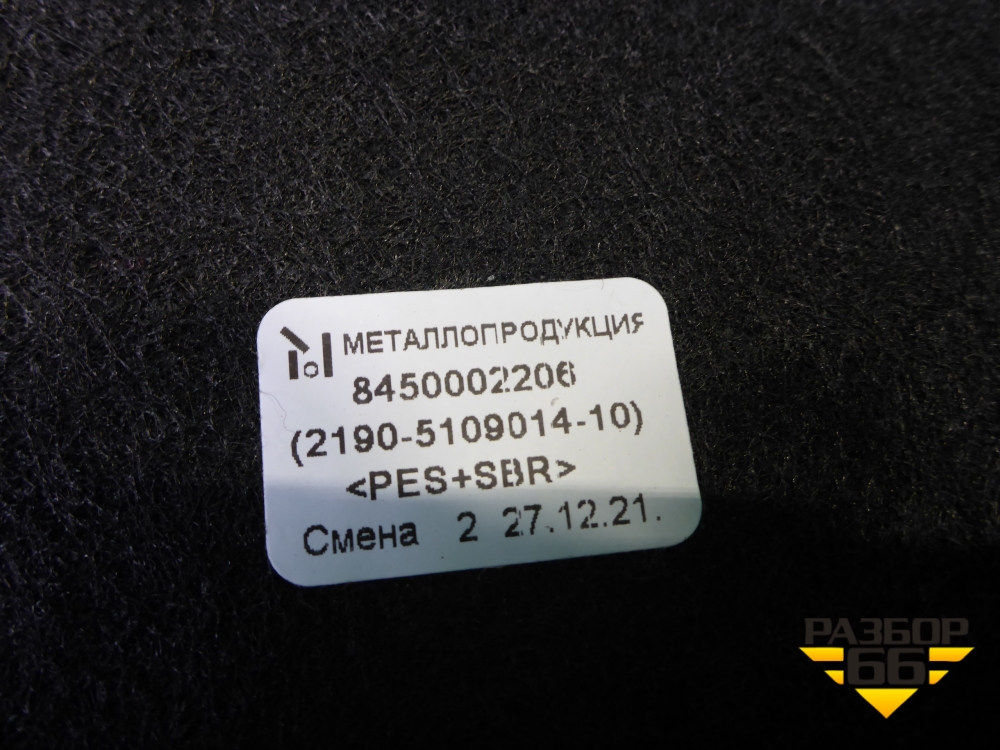 МЕТАЛЛОПРОДУКЦИЯ
8450002206
(2190-5109014-10)
<PES+SBR>
Смена 2 27.12.21.
РАЗБОР
66